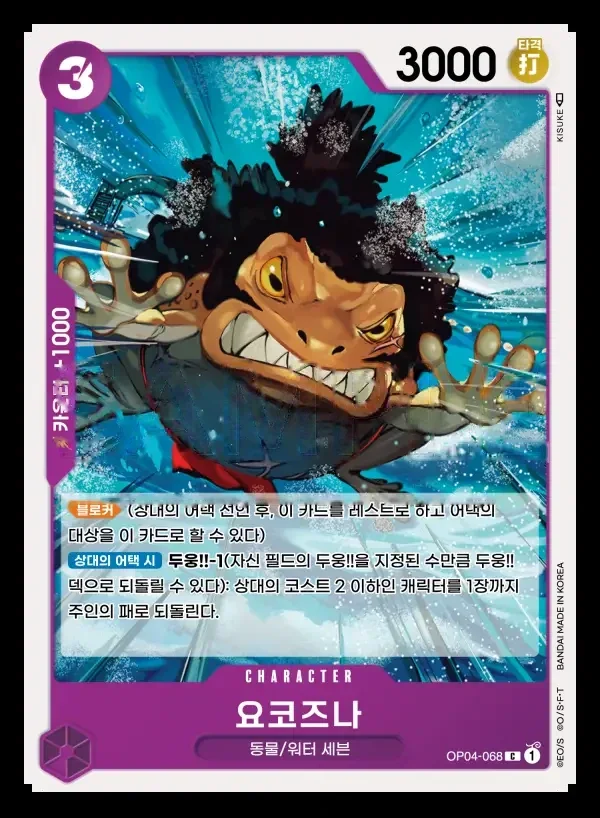 3
3000
타격
打
KISUKE
카운터 +1000
블로커 (상대의 어택 선언 후, 이 카드를 레스트로 하고 어택의
대상을 이 카드로 할 수 있다)
상대의 어택 시 두웅!!-1(자신 필드의 두웅!!을 지정된 수만큼 두웅!!
덱으로 되돌릴 수 있다): 상대의 코스트 2 이하인 캐릭터를 1장까지
주인의 패로 되돌린다.
CHARACTER
요코즈나
동물/워터 세븐
OP04-068 C 1
©EO/S ©O/S·F·T BANDAI MADE IN KOREA